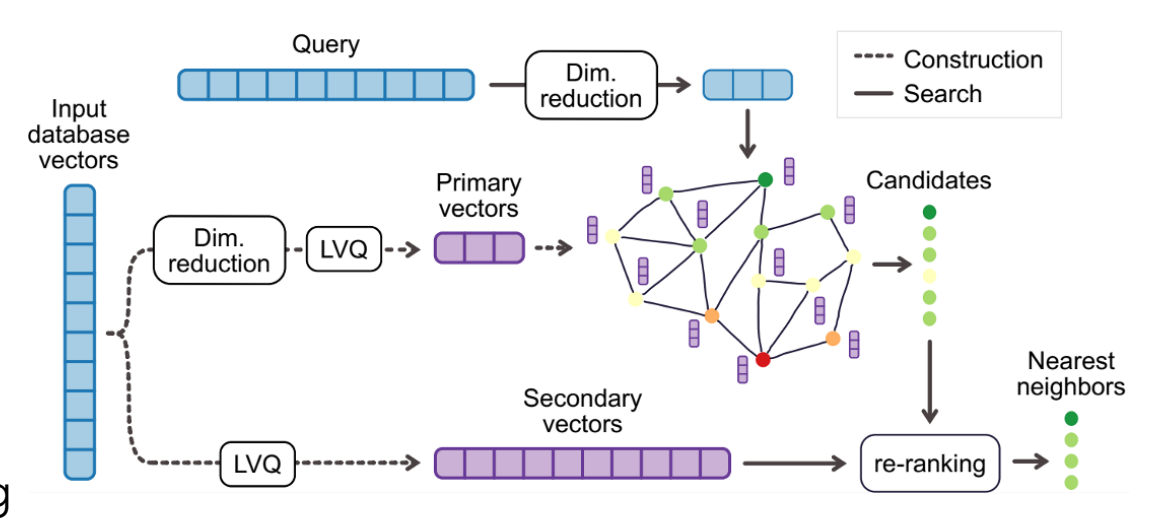 Query
Dim.
reduction
Construction
Search
Input
database
vectors
Primary
vectors
Candidates
Dim.
reduction
LVQ
Nearest
neighbors
Secondary
vectors
LVQ
re-ranking
g